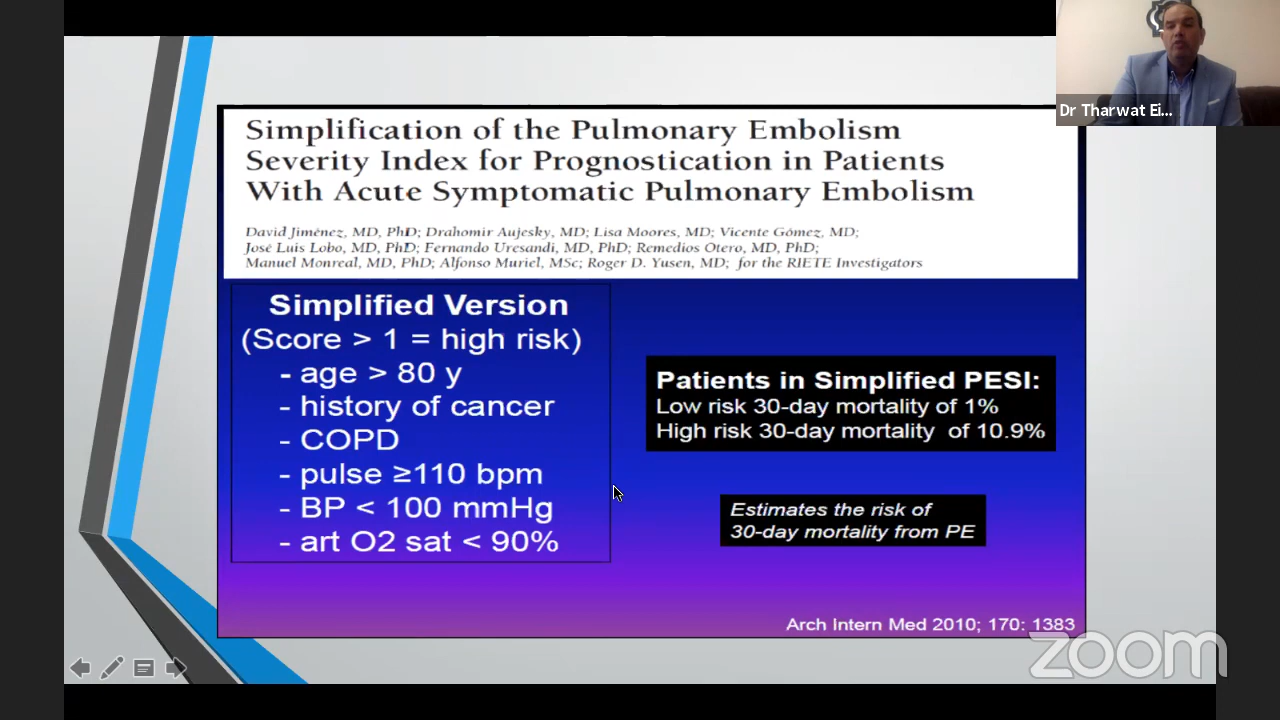 Dr Tharwat Ei...
Simplification of the Pulmonary Embolism
Severity Index for Prognostication in Patients
With Acute Symptomatic Pulmonary Embolism
David Jiménez, MD, PhD; Drahomir Aujesky, MD; Lisa Moores, MD; Vicente Gómez, MD;
José Luis Lobo, MD, PhD; Fernando Uresandi, MD, PhD; Remedios Otero, MD, PhD;
Manuel Monreal, MD, PhD; Alfonso Muriel, MSc; Roger D. Yusen, MD; for the RIETE Investigators
Simplified Version
(Score > 1 = high risk)
- age > 80 y
- history of cancer
- COPD
- pulse ≥110 bpm
- BP < 100 mmHg
- art O2 sat < 90%
Patients in Simplified PESI:
Low risk 30-day mortality of 1%
High risk 30-day mortality of 10.9%
Estimates the risk of
30-day mortality from PE
Arch Intern Med 2010; 170: 1383
zoom